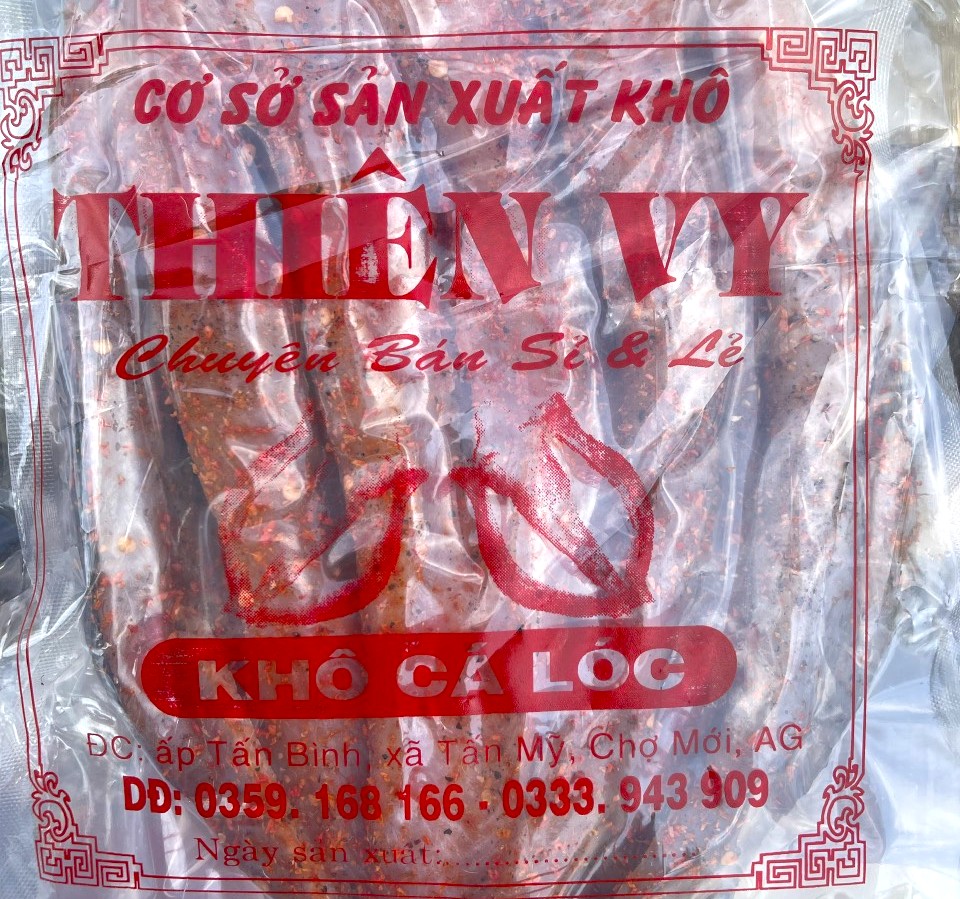 CƠ SỞ SẢN XUẤT KHÔ
THIÊN VY
Chuyên Bán Sỉ & Lẻ
KHÔ CÁ LÓC
ĐC: ấp Tấn Bình, xã Tấn Mỹ, Chợ Mới, AG
DĐ: 0359. 168 166 - 0333. 943 909
Ngày sản xuất:........................